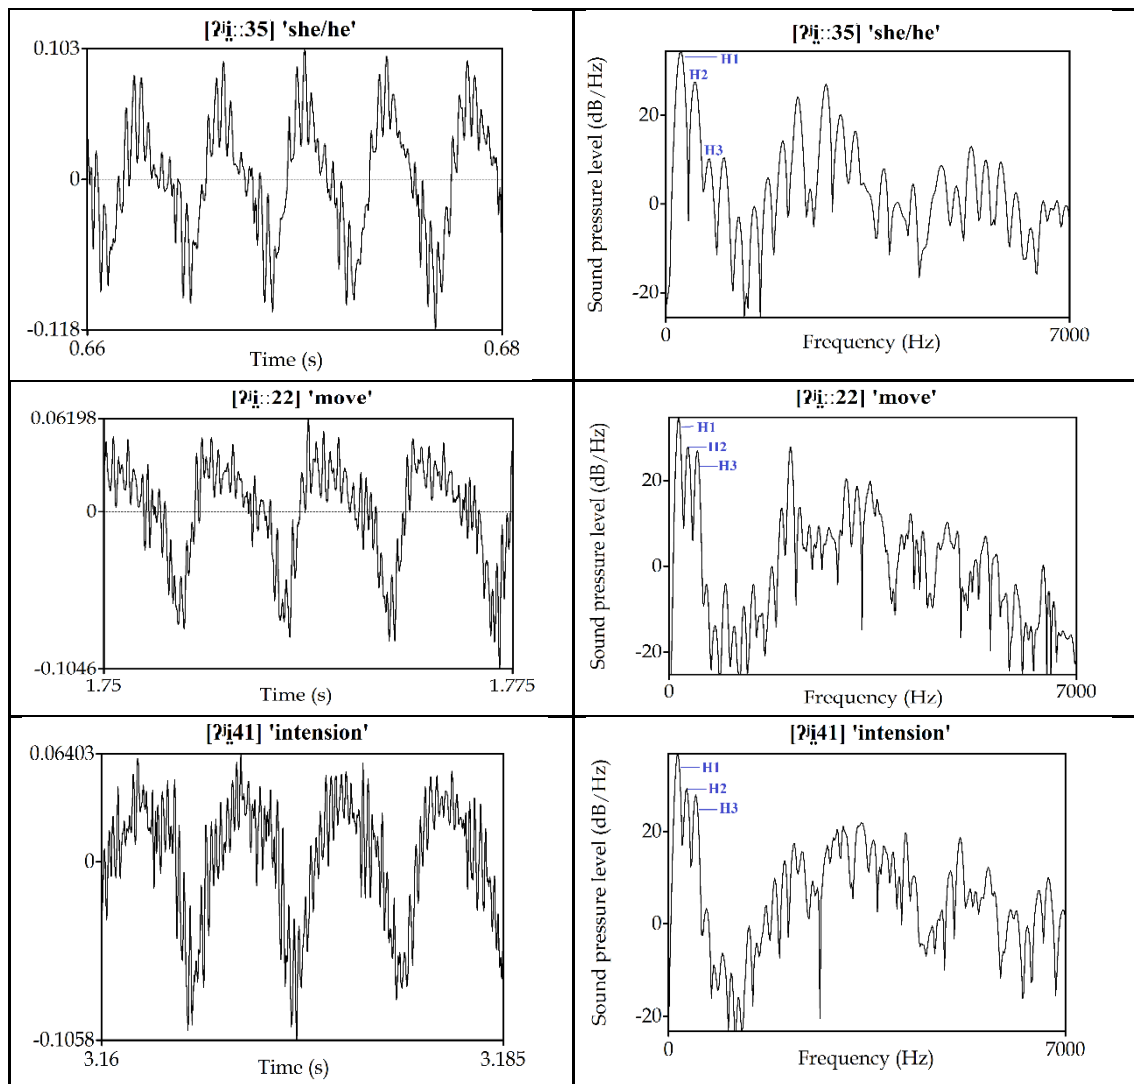 [ʔʲi̤::35] 'she/he'
0.103
0
-0.118
0.66
0.68
Time (s)
[ʔʲi̤::35] 'she/he'
Sound pressure level (dB/Hz)
20
0
-20
H1
H2
H3
0
7000
Frequency (Hz)
[ʔʲi̤::22] 'move'
0.06198
0
-0.1046
1.75
1.775
Time (s)
[ʔʲi̤::22] 'move'
Sound pressure level (dB/Hz)
20
0
-20
H1
H2
H3
0
7000
Frequency (Hz)
[ʔʲi̤41] 'intension'
0.06403
0
-0.1058
3.16
3.185
Time (s)
[ʔʲi̤41] 'intension'
Sound pressure level (dB/Hz)
20
0
-20
H1
H2
H3
0
7000
Frequency (Hz)